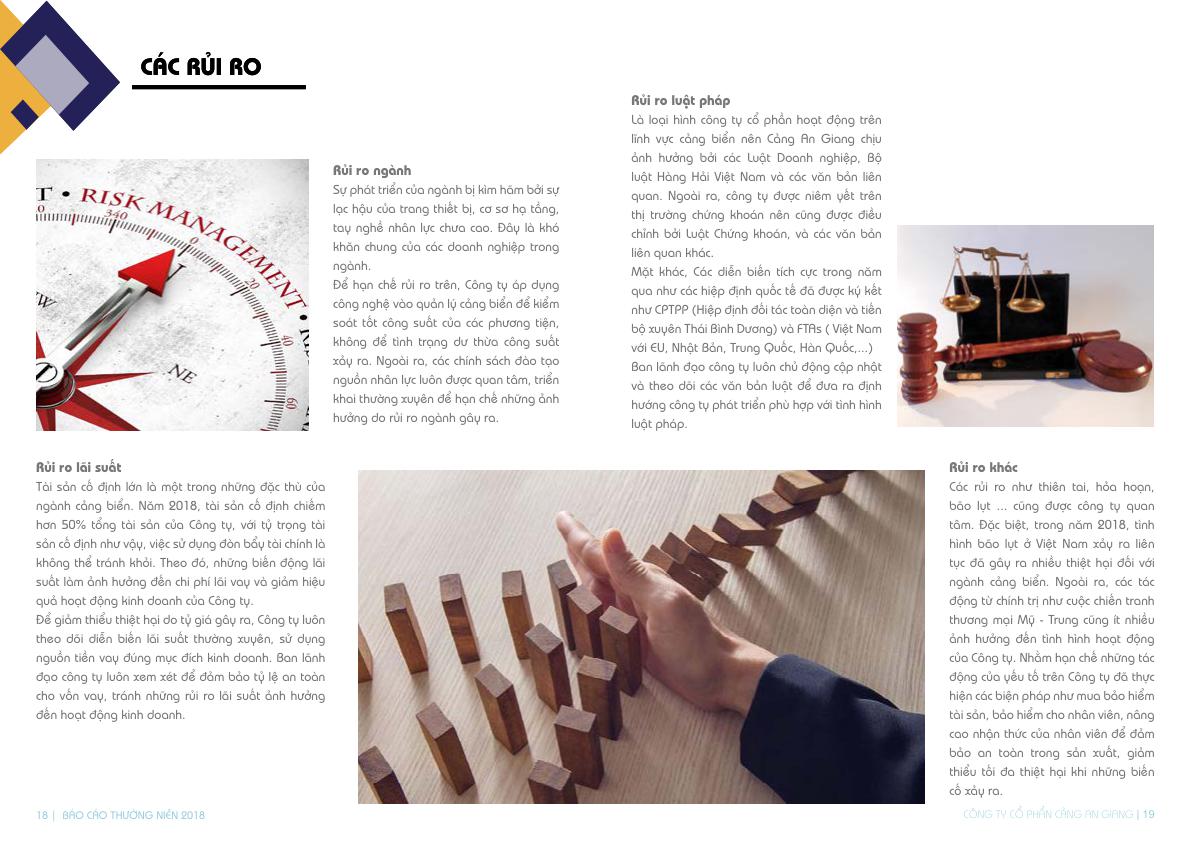 CÁC RỦI RO
T • RISK MANAGEMENT •
340
0
20
40
60
NE
Rủi ro ngành
Sự phát triển của ngành bị kìm hãm bởi sự
lạc hậu của trang thiết bị, cơ sơ hạ tầng,
tay nghề nhân lực chưa cao. Đây là khó
khăn chung của các doanh nghiệp trong
ngành.
Để hạn chế rủi ro trên, Công ty áp dụng
công nghệ vào quản lý cảng biển để kiểm
soát tốt công suất của các phương tiện,
không để tình trạng dư thừa công suất
xảy ra. Ngoài ra, các chính sách đào tạo
nguồn nhân lực luôn được quan tâm, triển
khai thường xuyên để hạn chế những ảnh
hưởng do rủi ro ngành gây ra.
Rủi ro luật pháp
Là loại hình công ty cổ phần hoạt động trên
lĩnh vực cảng biển nên Cảng An Giang chịu
ảnh hưởng bởi các Luật Doanh nghiệp, Bộ
luật Hàng Hải Việt Nam và các văn bản liên
quan. Ngoài ra, công ty được niêm yết trên
thị trường chứng khoán nên cũng được điều
chỉnh bởi Luật Chứng khoán, và các văn bản
liên quan khác.
Mặt khác, Các diễn biến tích cực trong năm
qua như các hiệp định quốc tế đã được ký kết
như CPTPP (Hiệp định đối tác toàn diện và tiến
bộ xuyên Thái Bình Dương) và FTAs ( Việt Nam
với EU, Nhật Bản, Trung Quốc, Hàn Quốc,...)
Ban lãnh đạo công ty luôn chủ động cập nhật
và theo dõi các văn bản luật để đưa ra định
hướng công ty phát triển phù hợp với tình hình
luật pháp.
Rủi ro lãi suất
Tài sản cố định lớn là một trong những đặc thù của
ngành cảng biển. Năm 2018, tài sản cố định chiếm
hơn 50% tổng tài sản của Công ty, với tỷ trọng tài
sản cố định như vậy, việc sử dụng đòn bẩy tài chính là
không thể tránh khỏi. Theo đó, những biến động lãi
suất làm ảnh hưởng đến chi phí lãi vay và giảm hiệu
quả hoạt động kinh doanh của Công ty.
Để giảm thiểu thiệt hại do tỷ giá gây ra, Công ty luôn
theo dõi diễn biến lãi suất thường xuyên, sử dụng
nguồn tiền vay đúng mục đích kinh doanh. Ban lãnh
đạo công ty luôn xem xét để đảm bảo tỷ lệ an toàn
cho vốn vay, tránh những rủi ro lãi suất ảnh hưởng
đến hoạt động kinh doanh.
Rủi ro khác
Các rủi ro như thiên tai, hỏa hoạn,
bão lụt ... cũng được công ty quan
tâm. Đặc biệt, trong năm 2018, tình
hình bão lụt ở Việt Nam xảy ra liên
tục đã gây ra nhiều thiệt hại đối với
ngành cảng biển. Ngoài ra, các tác
động từ chính trị như cuộc chiến tranh
thương mại Mỹ - Trung cũng ít nhiều
ảnh hưởng đến tình hình hoạt động
của Công ty. Nhằm hạn chế những tác
động của yếu tố trên Công ty đã thực
hiện các biện pháp như mua bảo hiểm
tài sản, bảo hiểm cho nhân viên, nâng
cao nhận thức của nhân viên để đảm
bảo an toàn trong sản xuất, giảm
thiểu tối đa thiệt hại khi những biến
cố xảy ra.
18 | BÁO CÁO THƯỜNG NIÊN 2018
CÔNG TY CỔ PHẦN CẢNG AN GIANG | 19